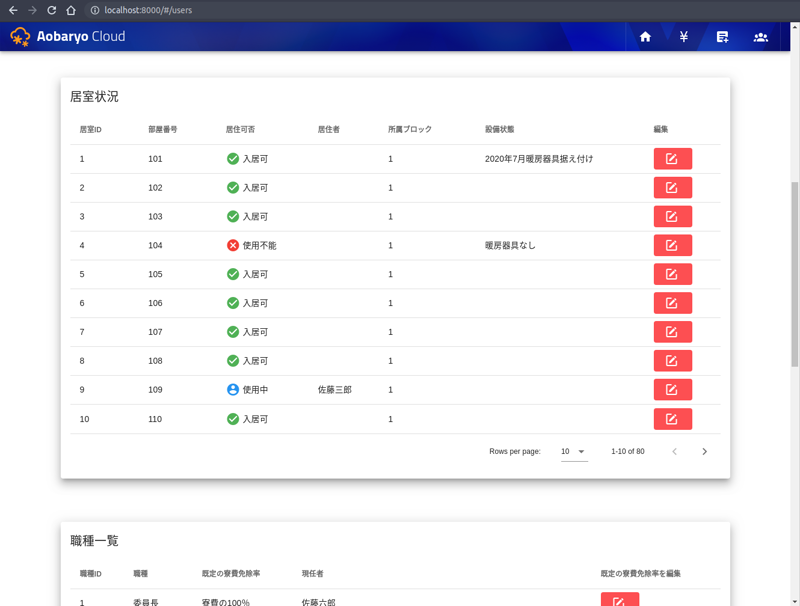 localhost:8000/#/users
Aobaryo Cloud
居室状況
居室ID 部屋番号 居住可否 居住者 所属ブロック 設備状態 編集
1 101 入居可 1 2020年7月暖房器具据え付け
2 102 入居可 1
3 103 入居可 1
4 104 使用不能 1 暖房器具なし
5 105 入居可 1
6 106 入居可 1
7 107 入居可 1
8 108 入居可 1
9 109 使用中 佐藤三郎 1
10 110 入居可 1
Rows per page: 10 1-10 of 80
職種一覧
職種ID 職種 既定の寮費免除率 現任者 既定の寮費免除率を編集
1 委員長 寮費の100% 佐藤六郎